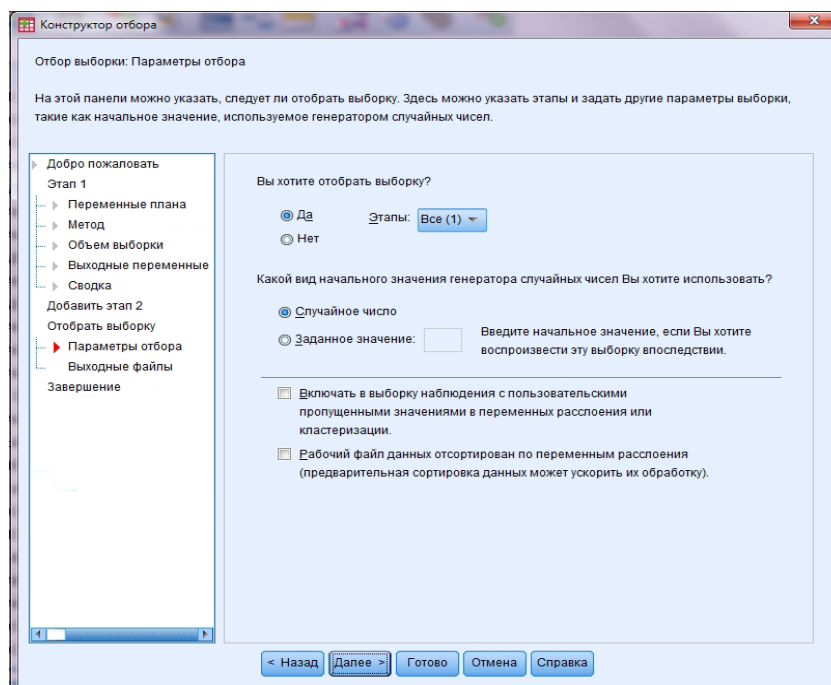 Конструктор отбора
Отбор выборки: Параметры отбора
На этой панели можно указать, следует ли отобрать выборку. Здесь можно указать этапы и задать другие параметры выборки,
такие как начальное значение, используемое генератором случайных чисел.
Добро пожаловать
Этап 1
Переменные плана
Метод
Объем выборки
Выходные переменные
Сводка
Добавить этап 2
Отобрать выборку
Параметры отбора
Выходные файлы
Завершение
Вы хотите отобрать выборку?
Да
Этапы: Все (1)
Нет
Какой вид начального значения генератора случайных чисел Вы хотите использовать?
Случайное число
Заданное значение:
Введите начальное значение, если Вы хотите
воспроизвести эту выборку впоследствии.
Включать в выборку наблюдения с пользовательскими
пропущенными значениями в переменных расслоения или
кластеризации.
Рабочий файл данных отсортирован по переменным расслоения
(предварительная сортировка данных может ускорить их обработку).
< Назад Далее > Готово Отмена Справка